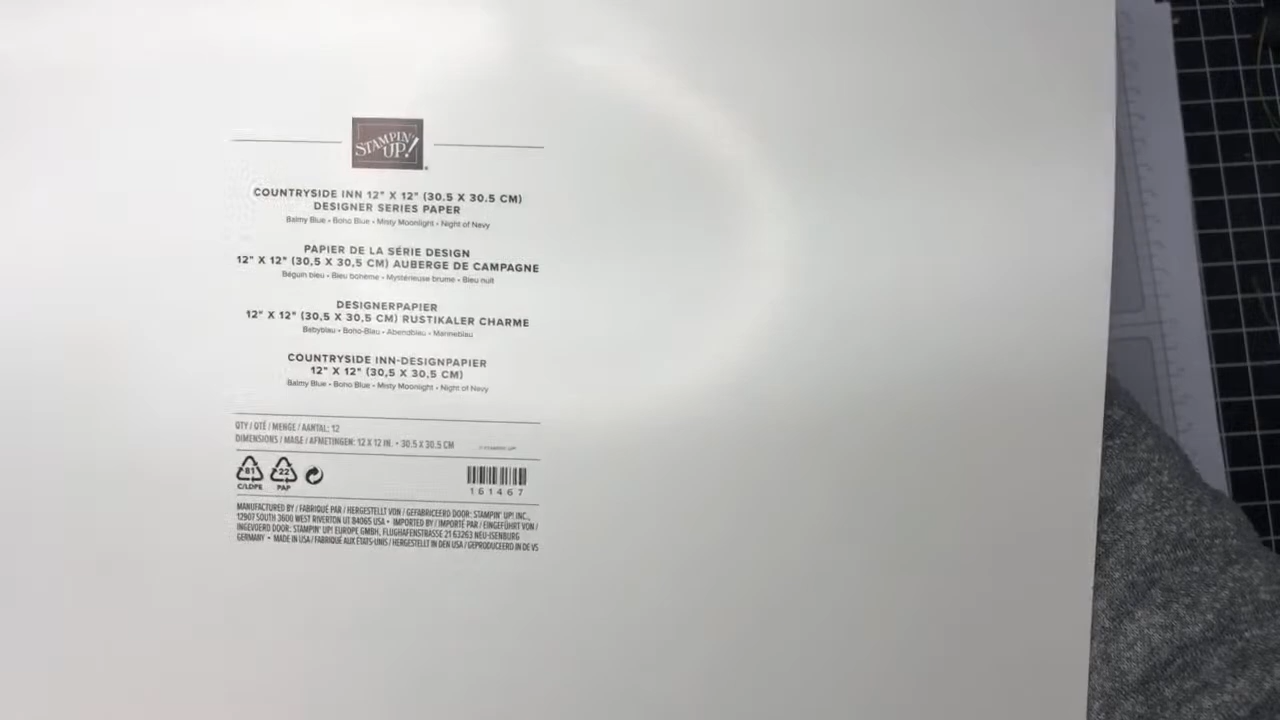 STAMPIN' UP!
COUNTRYSIDE INN 12" X 12" (30.5 X 30.5 CM)
DESIGNER SERIES PAPER
Balmy Blue • Boho Blue • Misty Moonlight • Night of Navy
PAPIER DE LA SÉRIE DESIGN
12" X 12" (30,5 X 30,5 CM) AUBERGE DE CAMPAGNE
Béguin bleu • Bleu bohème • Mystérieuse brume • Bleu nuit
DESIGNERPAPIER
12" X 12" (30,5 X 30,5 CM) RUSTIKALER CHARME
Babyblau • Boho-Blau • Abendblau • Marineblau
COUNTRYSIDE INN-DESIGNPAPIER
12" X 12" (30,5 X 30,5 CM)
Balmy Blue • Boho Blue • Misty Moonlight • Night of Navy
QTY / QTÉ / MENGE / AANTAL: 12
DIMENSIONS / MAßE / AFMETINGEN: 12 X 12 IN. • 30.5 X 30.5 CM
© STAMPIN' UP!
81 22
C/LDPE PAP
161467
MANUFACTURED BY / FABRIQUÉ PAR / HERGESTELLT VON / GEFABRICEERD DOOR: STAMPIN' UP! INC.,
12907 SOUTH 3600 WEST RIVERTON UT 84065 USA • IMPORTED BY / IMPORTÉ PAR / EINGEFÜHRT VON /
INGEVOERD DOOR: STAMPIN' UP! EUROPE GMBH, FLUGHAFENSTRASSE 21 63263 NEU-ISENBURG
GERMANY • MADE IN USA / FABRIQUÉ AUX ÉTATS-UNIS / HERGESTELLT IN DEN USA / GEPRODUCEERD IN DE VS